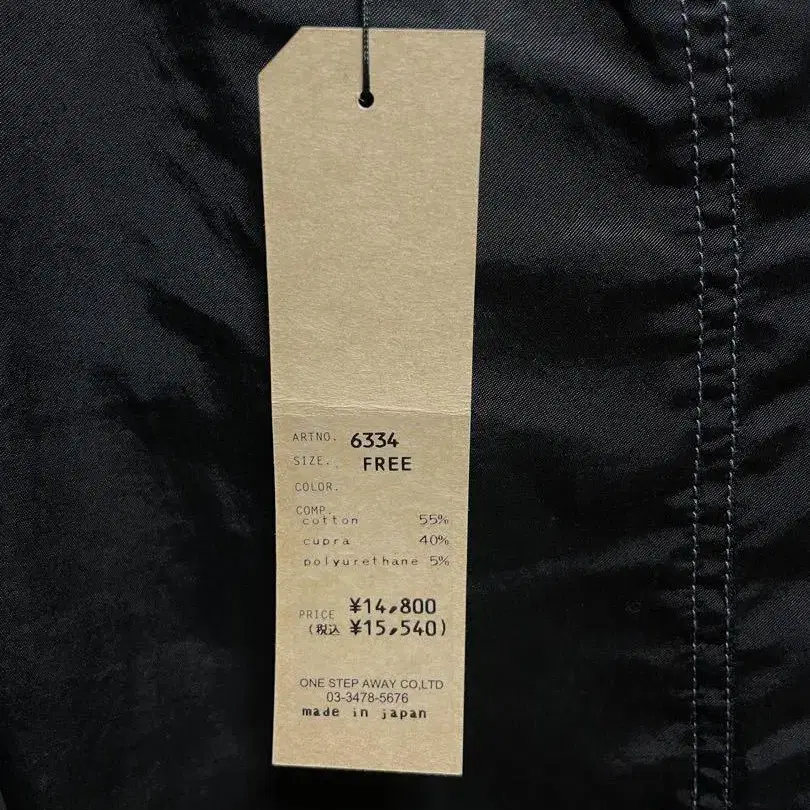 ARTNO. 6334
SIZE. FREE
COLOR.
COMP.
cotton 55%
cupra 40%
polyurethane 5%
PRICE ¥14,800
(税込 ¥15,540)
ONE STEP AWAY CO,LTD
03-3478-5676
made in japan